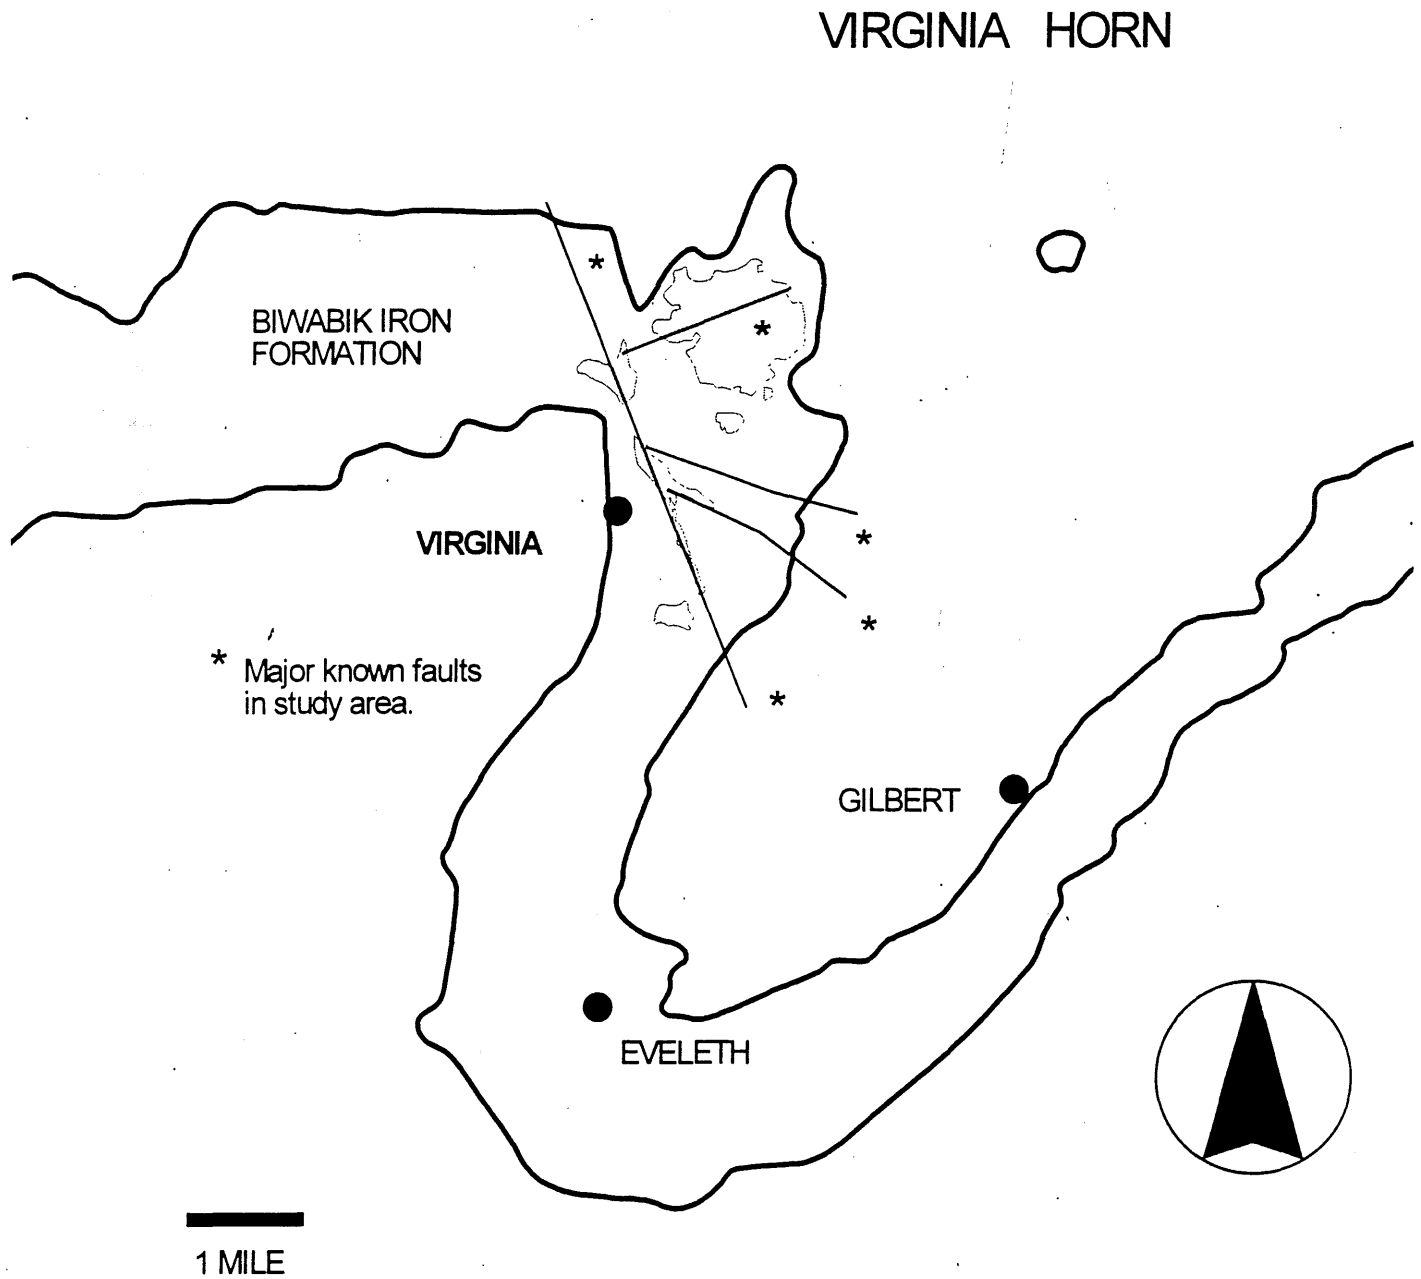 VIRGINIA HORN
*
BIWABIK IRON
FORMATION
*
VIRGINIA
*
*
* Major known faults
in study area.
*
GILBERT
EVELETH
1 MILE